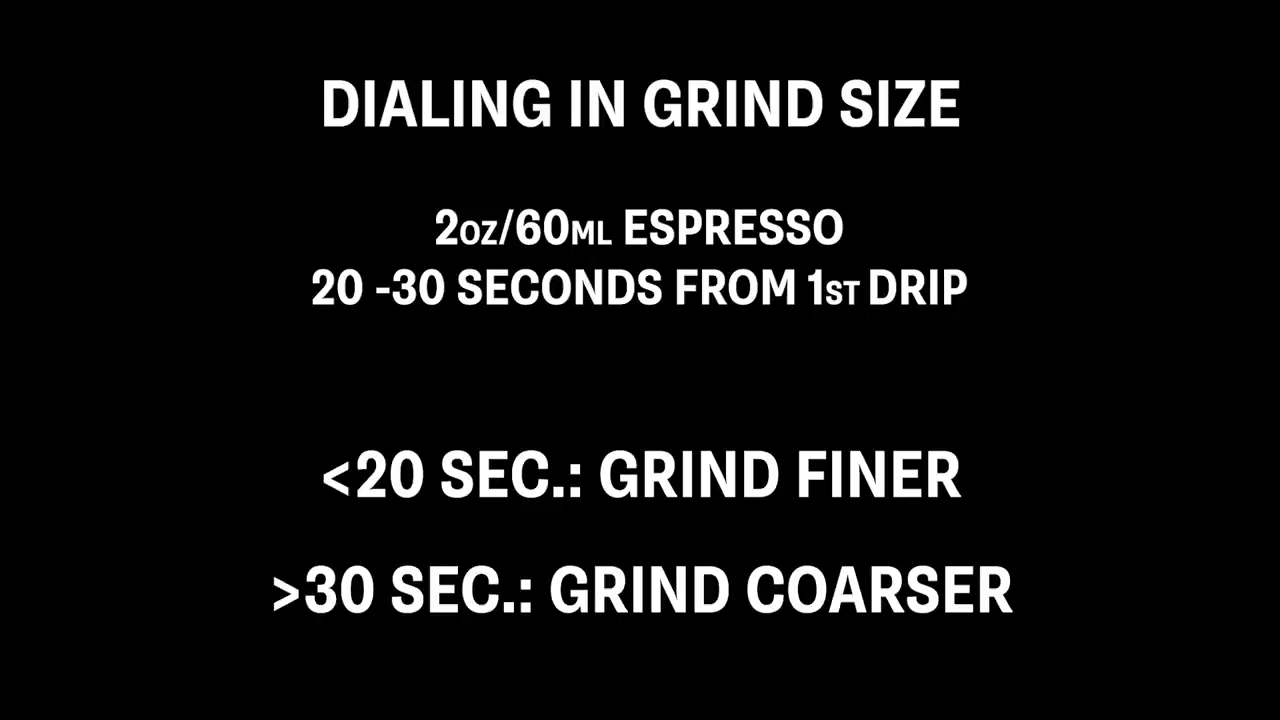 DIALING IN GRIND SIZE
2OZ/60ML ESPRESSO
20 -30 SECONDS FROM 1ST DRIP
<20 SEC.: GRIND FINER
>30 SEC.: GRIND COARSER